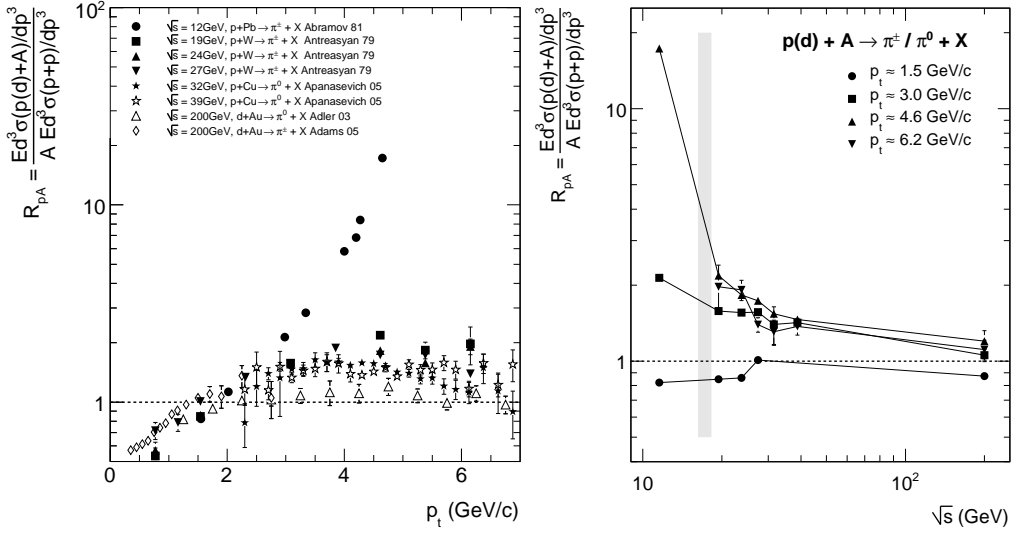 R_pA = Ed³σ(p(d)+A)/dp³ / A Ed³σ(p+p)/dp³
10²
10
1
√s = 12GeV, p+Pb→π± + X Abramov 81
√s = 19GeV, p+W→π± + X Antreasyan 79
√s = 24GeV, p+W→π± + X Antreasyan 79
√s = 27GeV, p+W→π± + X Antreasyan 79
√s = 32GeV, p+Cu→π⁰ + X Apanasevich 05
√s = 39GeV, p+Cu→π⁰ + X Apanasevich 05
√s = 200GeV, d+Au→π⁰ + X Adler 03
√s = 200GeV, d+Au→π± + X Adams 05
0 2 4 6
p_t (GeV/c)
R_pA = Ed³σ(p(d)+A)/dp³ / A Ed³σ(p+p)/dp³
10
1
p(d) + A → π± / π⁰ + X
p_t ≈ 1.5 GeV/c
p_t ≈ 3.0 GeV/c
p_t ≈ 4.6 GeV/c
p_t ≈ 6.2 GeV/c
10 10²
√s (GeV)